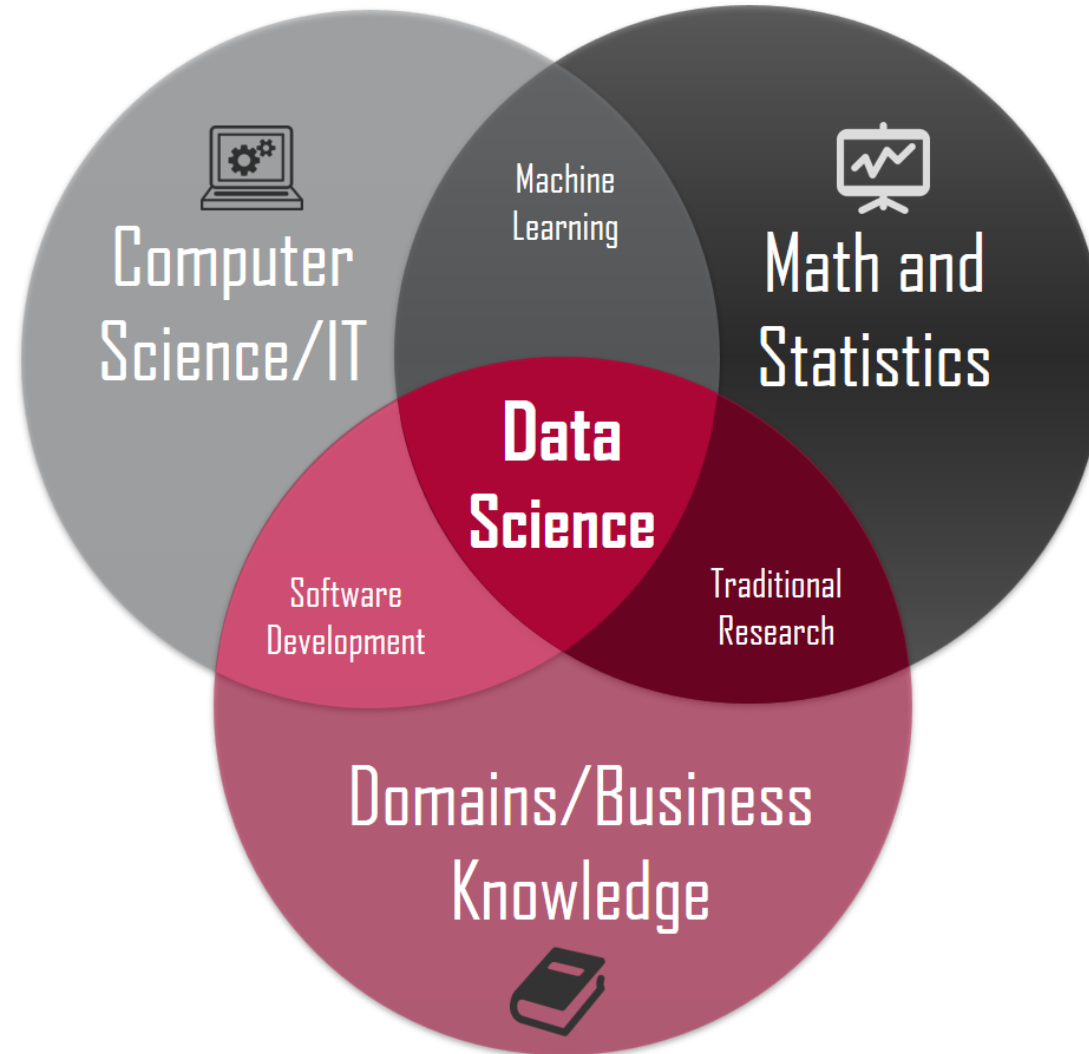 Machine
Learning
Computer
Science/IT
Math and
Statistics
Data
Science
Software
Development
Traditional
Research
Domains/Business
Knowledge